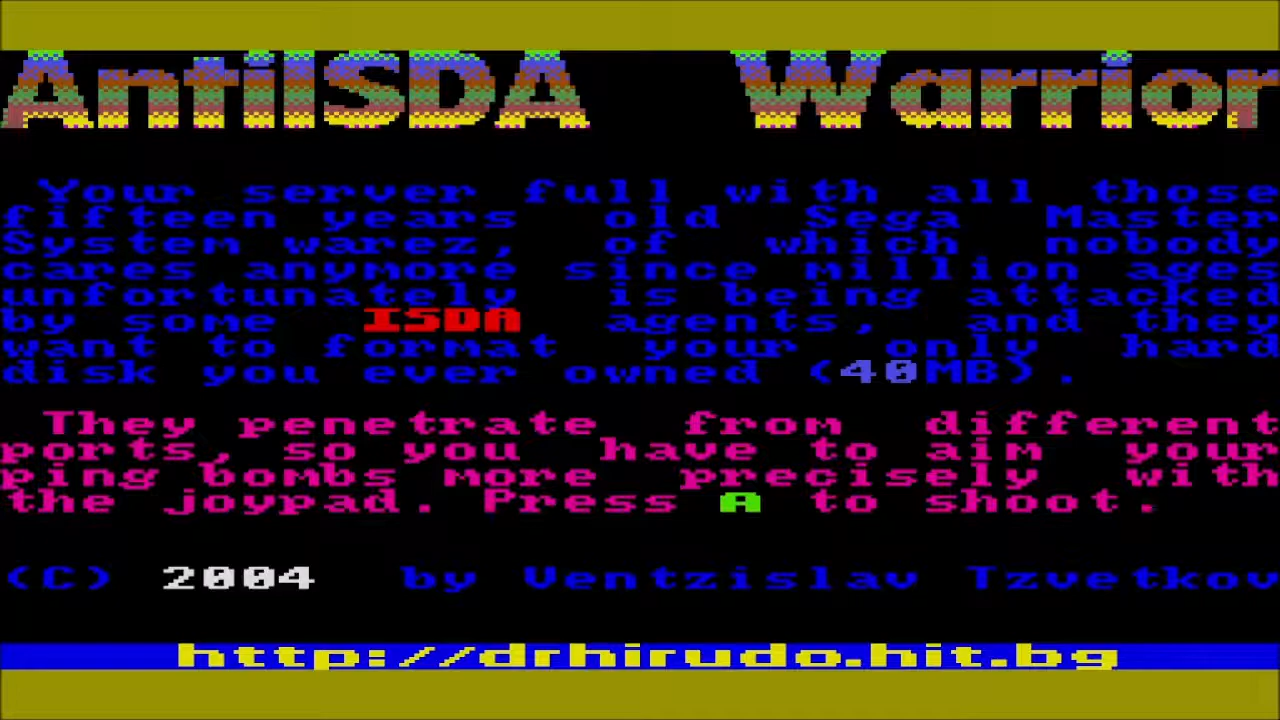 AntiISDA Warrior
Your server full with all those
fifteen years old Sega Master
System warez, of which nobody
cares anymore since million ages
unfortunately is being attacked
by some ISDA agents, and they
want to format your only hard
disk you ever owned (40MB).
They penetrate from different
ports, so you have to aim your
ping bombs more precisely with
the joypad. Press A to shoot.
(C) 2004 by Ventzislav Tzvetkov
http://drhirudo.hit.bg